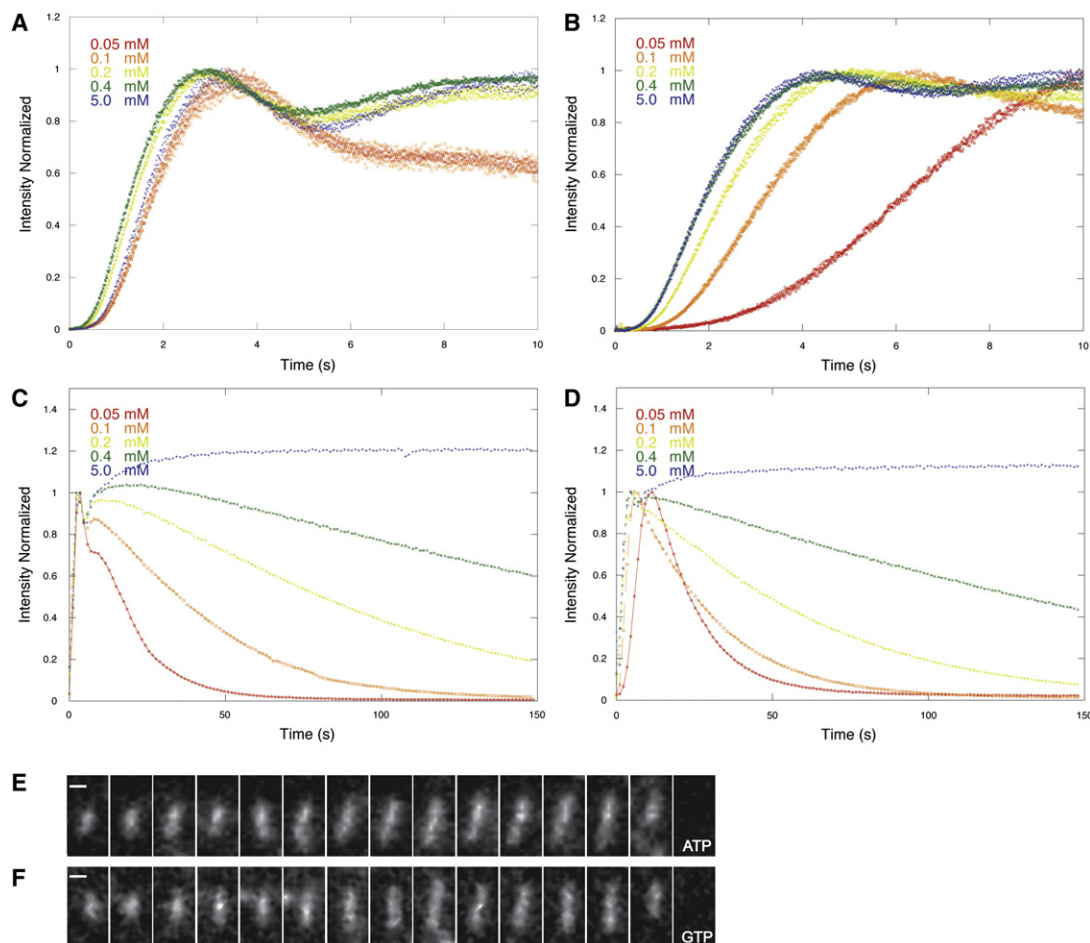 A
1.2
1
0.8
0.6
0.4
0.2
0
0 2 4 6 8 10
Intensity Normalized
Time (s)
0.05 mM
0.1 mM
0.2 mM
0.4 mM
5.0 mM
B
1.2
1
0.8
0.6
0.4
0.2
0
0 2 4 6 8 10
Intensity Normalized
Time (s)
0.05 mM
0.1 mM
0.2 mM
0.4 mM
5.0 mM
C
1.4
1.2
1
0.8
0.6
0.4
0.2
0
0 50 100 150
Intensity Normalized
Time (s)
0.05 mM
0.1 mM
0.2 mM
0.4 mM
5.0 mM
D
1.4
1.2
1
0.8
0.6
0.4
0.2
0
0 50 100 150
Intensity Normalized
Time (s)
0.05 mM
0.1 mM
0.2 mM
0.4 mM
5.0 mM
E
ATP
F
GTP